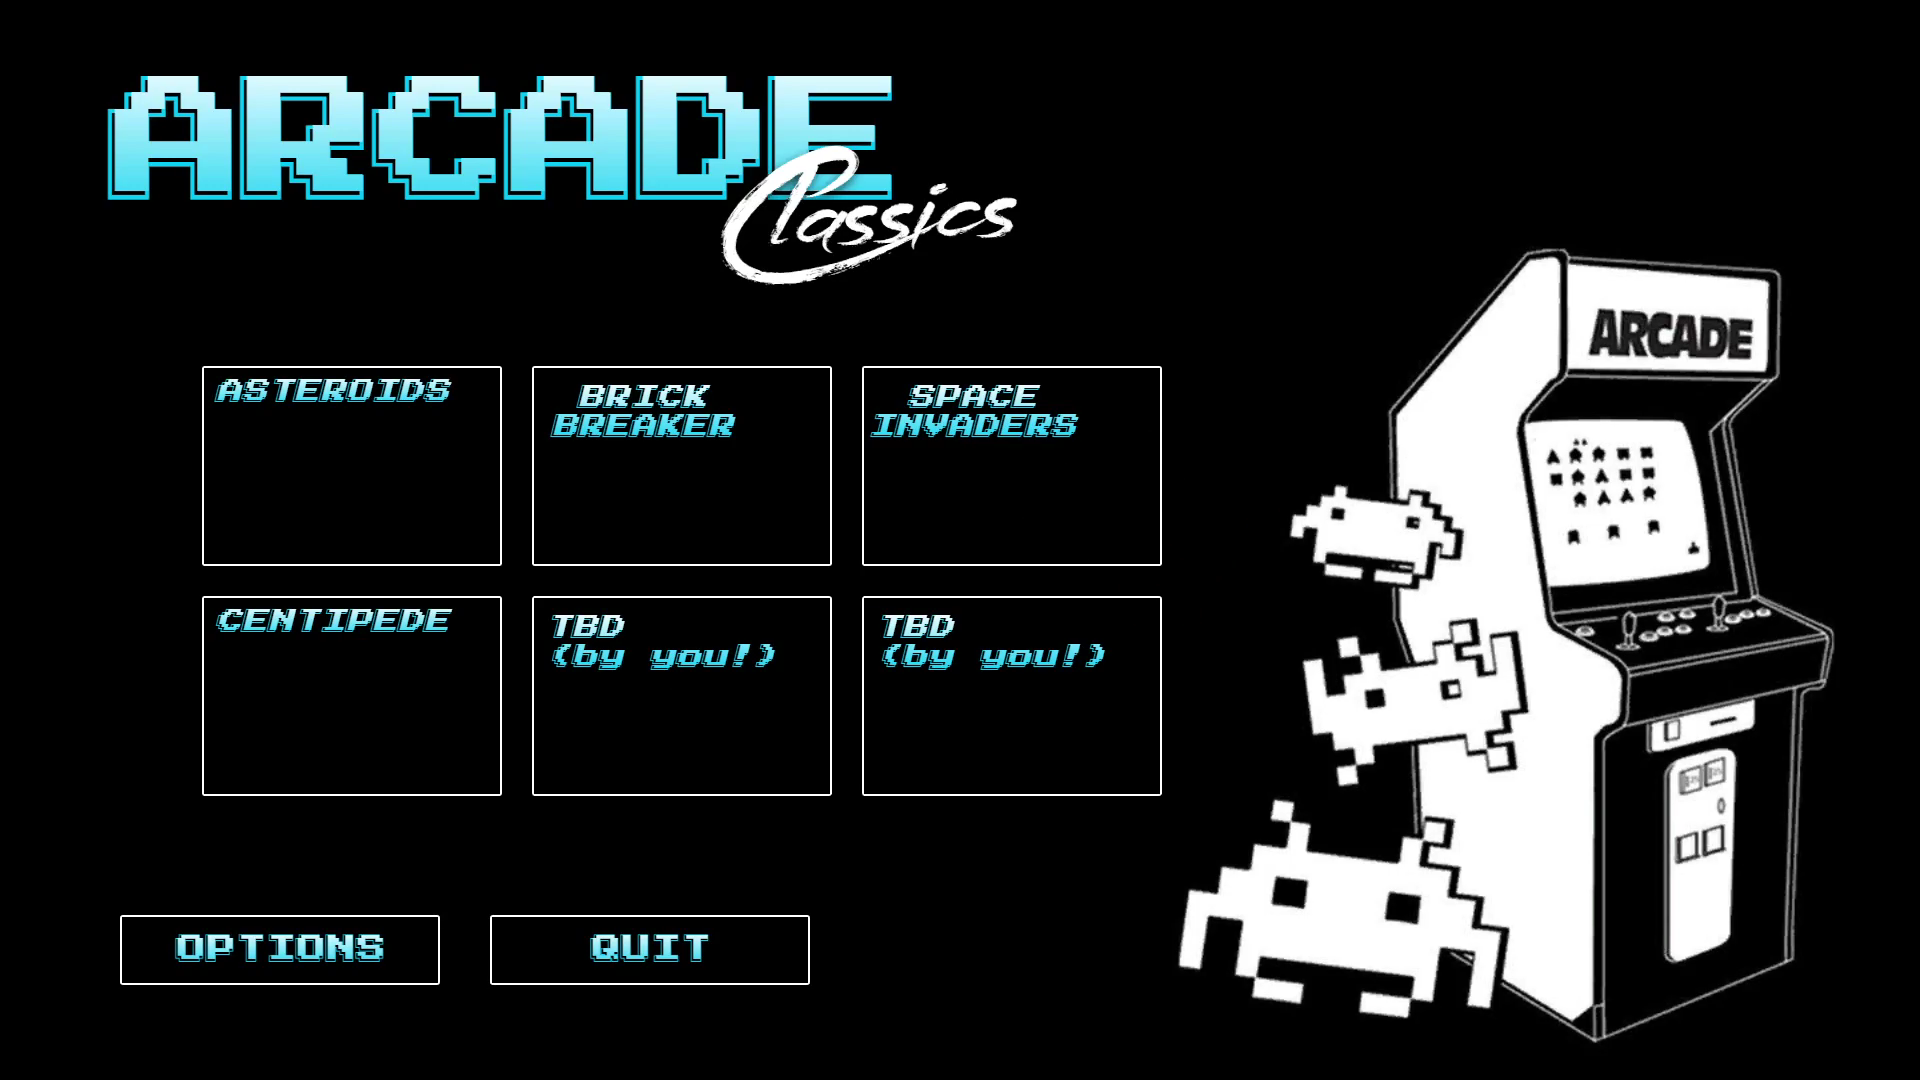 ARCADE
Classics
ARCADE
ASTEROIDS
BRICK
BREAKER
SPACE
INVADERS
CENTIPEDE
TBD
(by you!)
TBD
(by you!)
OPTIONS
QUIT